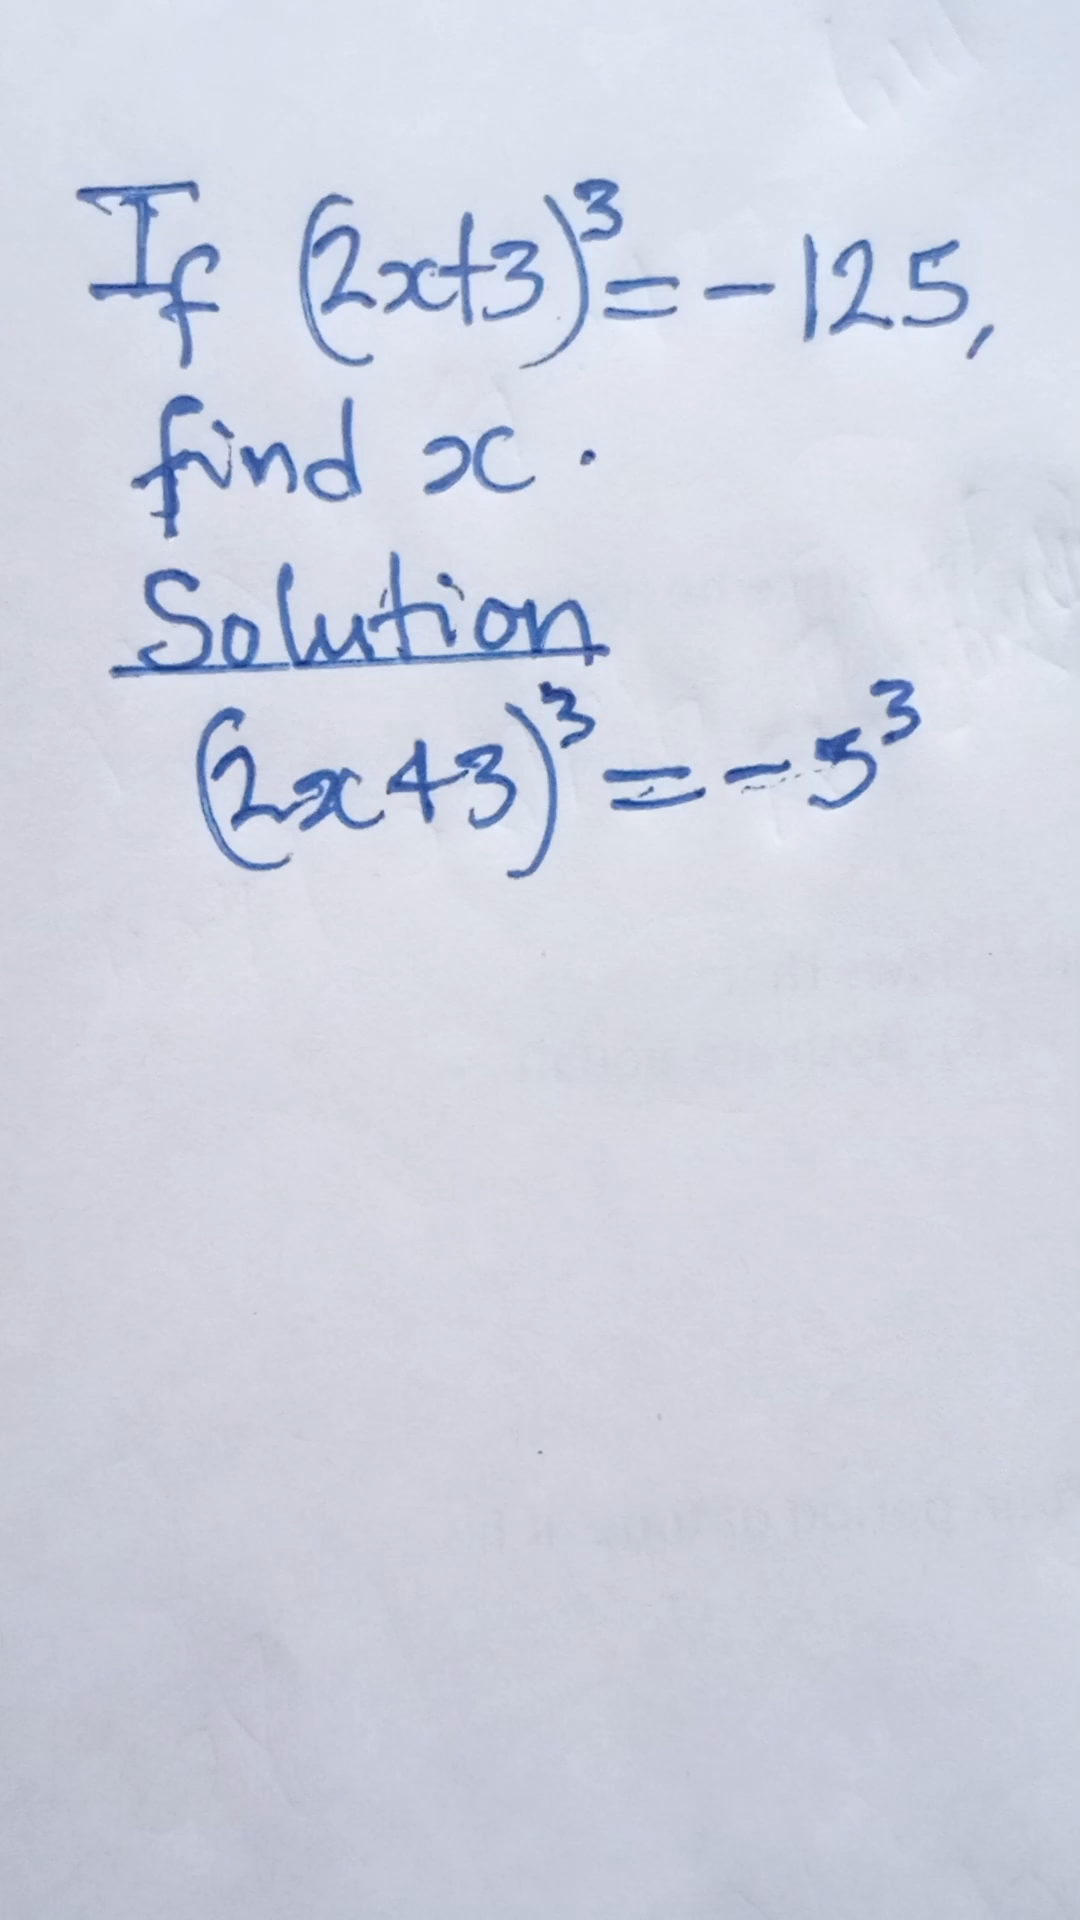 If (2x+3)³=-125,
find x.
Solution
(2x+3)³=-5³